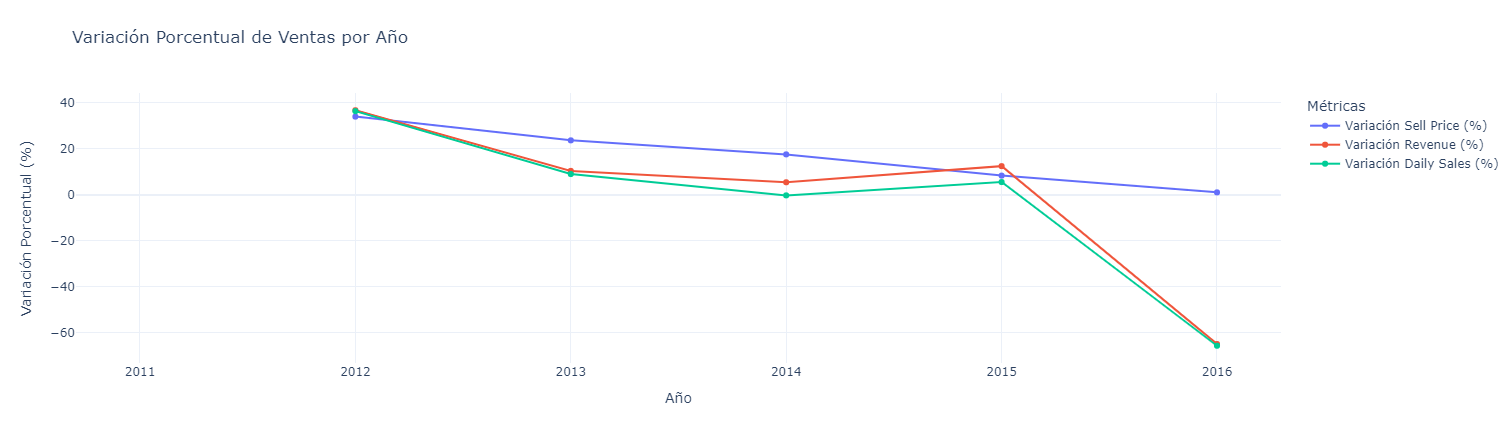 Variación Porcentual de Ventas por Año
Variación Porcentual (%)
40
20
0
−20
−40
−60
2011
2012
2013
2014
2015
2016
Año
Métricas
Variación Sell Price (%)
Variación Revenue (%)
Variación Daily Sales (%)